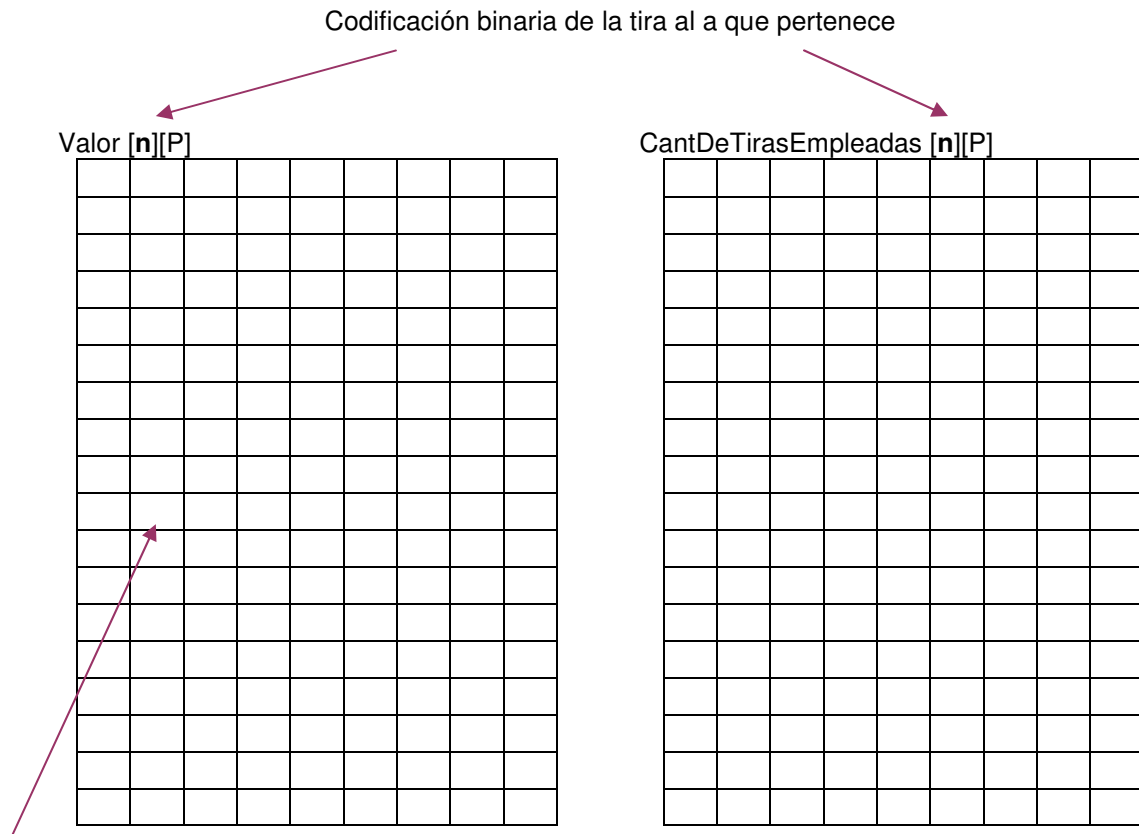 Codificación binaria de la tira al a que pertenece
Valor [n][P]
CantDeTirasEmpleadas [n][P]